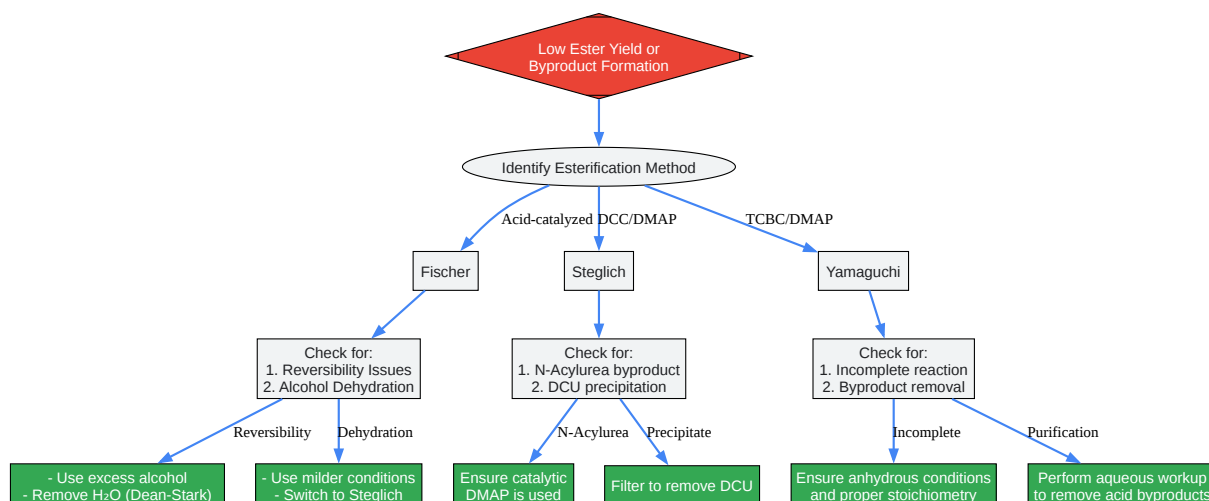 Low Ester Yield or
Byproduct Formation
Identify Esterification Method
Acid-catalyzed
DCC/DMAP
TCBC/DMAP
Fischer
Steglich
Yamaguchi
Check for:
1. Reversibility Issues
2. Alcohol Dehydration
Check for:
1. N-Acylurea byproduct
2. DCU precipitation
Check for:
1. Incomplete reaction
2. Byproduct removal
Reversibility
Dehydration
N-Acylurea
Precipitate
Incomplete
Purification
- Use excess alcohol
- Remove H₂O (Dean-Stark)
- Use milder conditions
- Switch to Steglich
Ensure catalytic
DMAP is used
Filter to remove DCU
Ensure anhydrous conditions
and proper stoichiometry
Perform aqueous workup
to remove acid byproducts